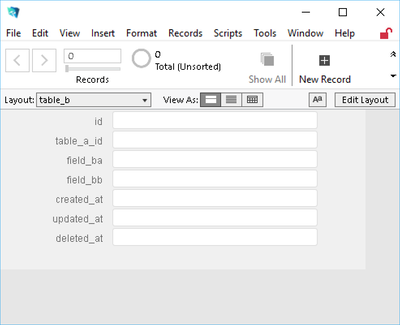 File Edit View Insert Format Records Scripts Tools Window Help
0 0
Total (Unsorted)
Records Show All New Record
Layout: table_b View As: Aa Edit Layout
id
table_a_id
field_ba
field_bb
created_at
updated_at
deleted_at